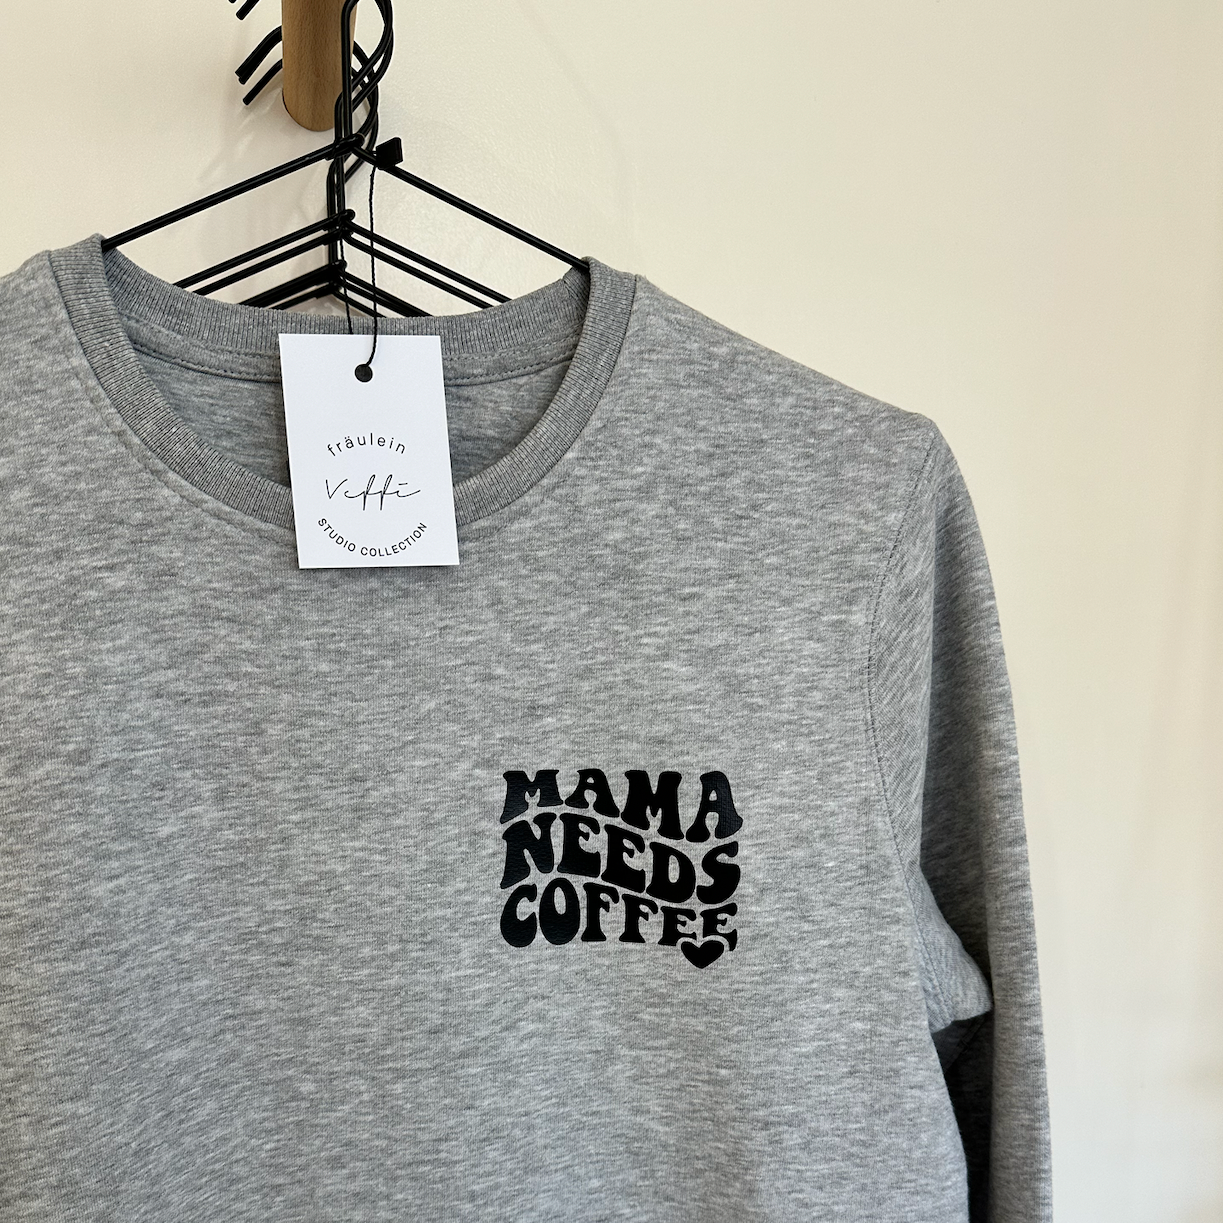 fräulein
Veffi
STUDIO COLLECTION
MAMA
NEEDS
COFFEE